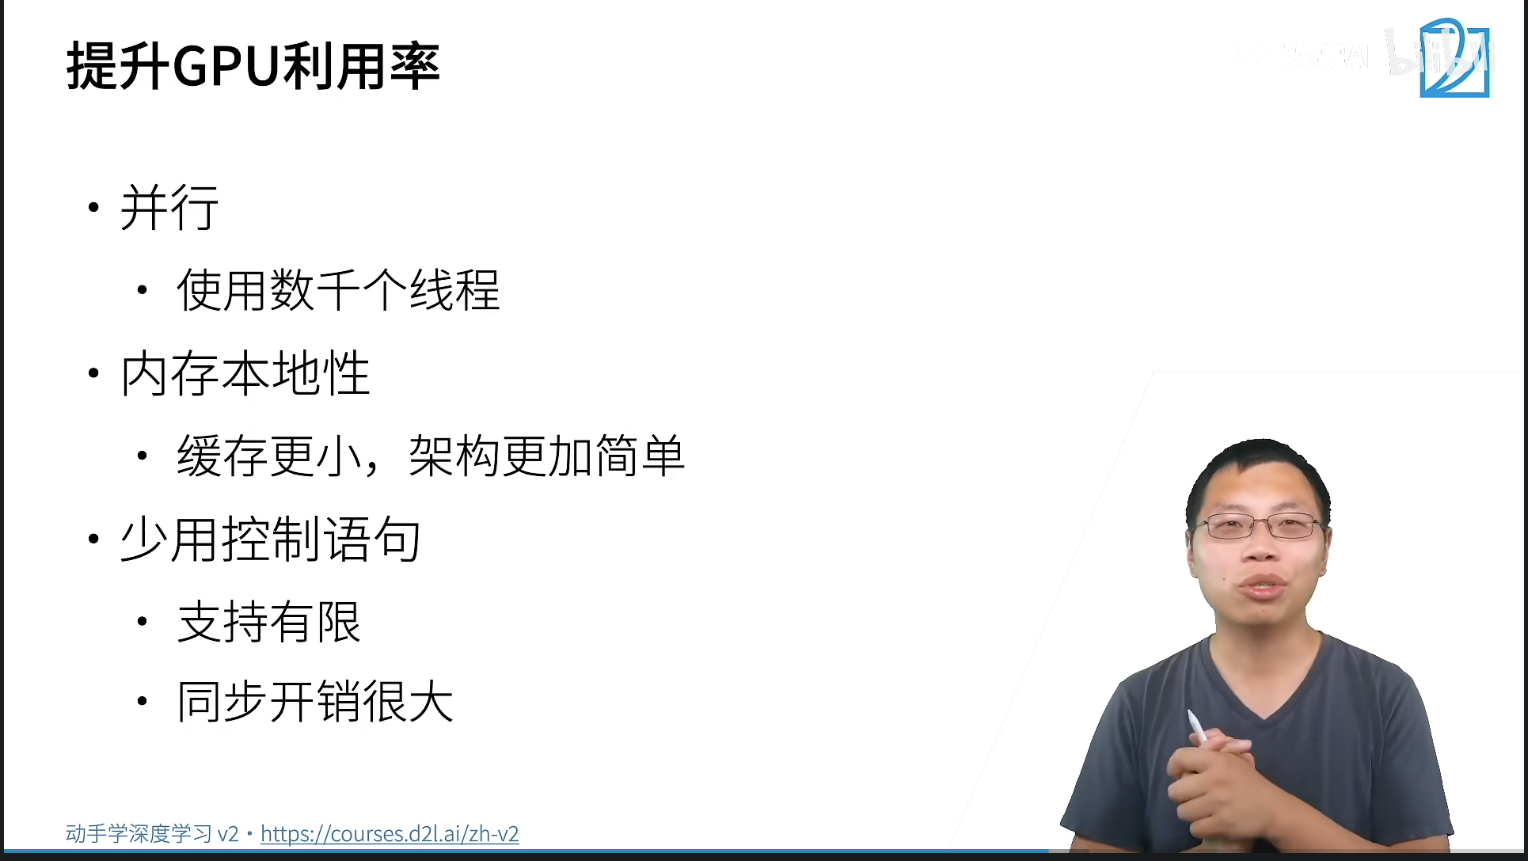 提升GPU利用率
• 并行
• 使用数千个线程
• 内存本地性
• 缓存更小，架构更加简单
• 少用控制语句
• 支持有限
• 同步开销很大
动手学深度学习 v2 • https://courses.d2l.ai/zh-v2
bilibili